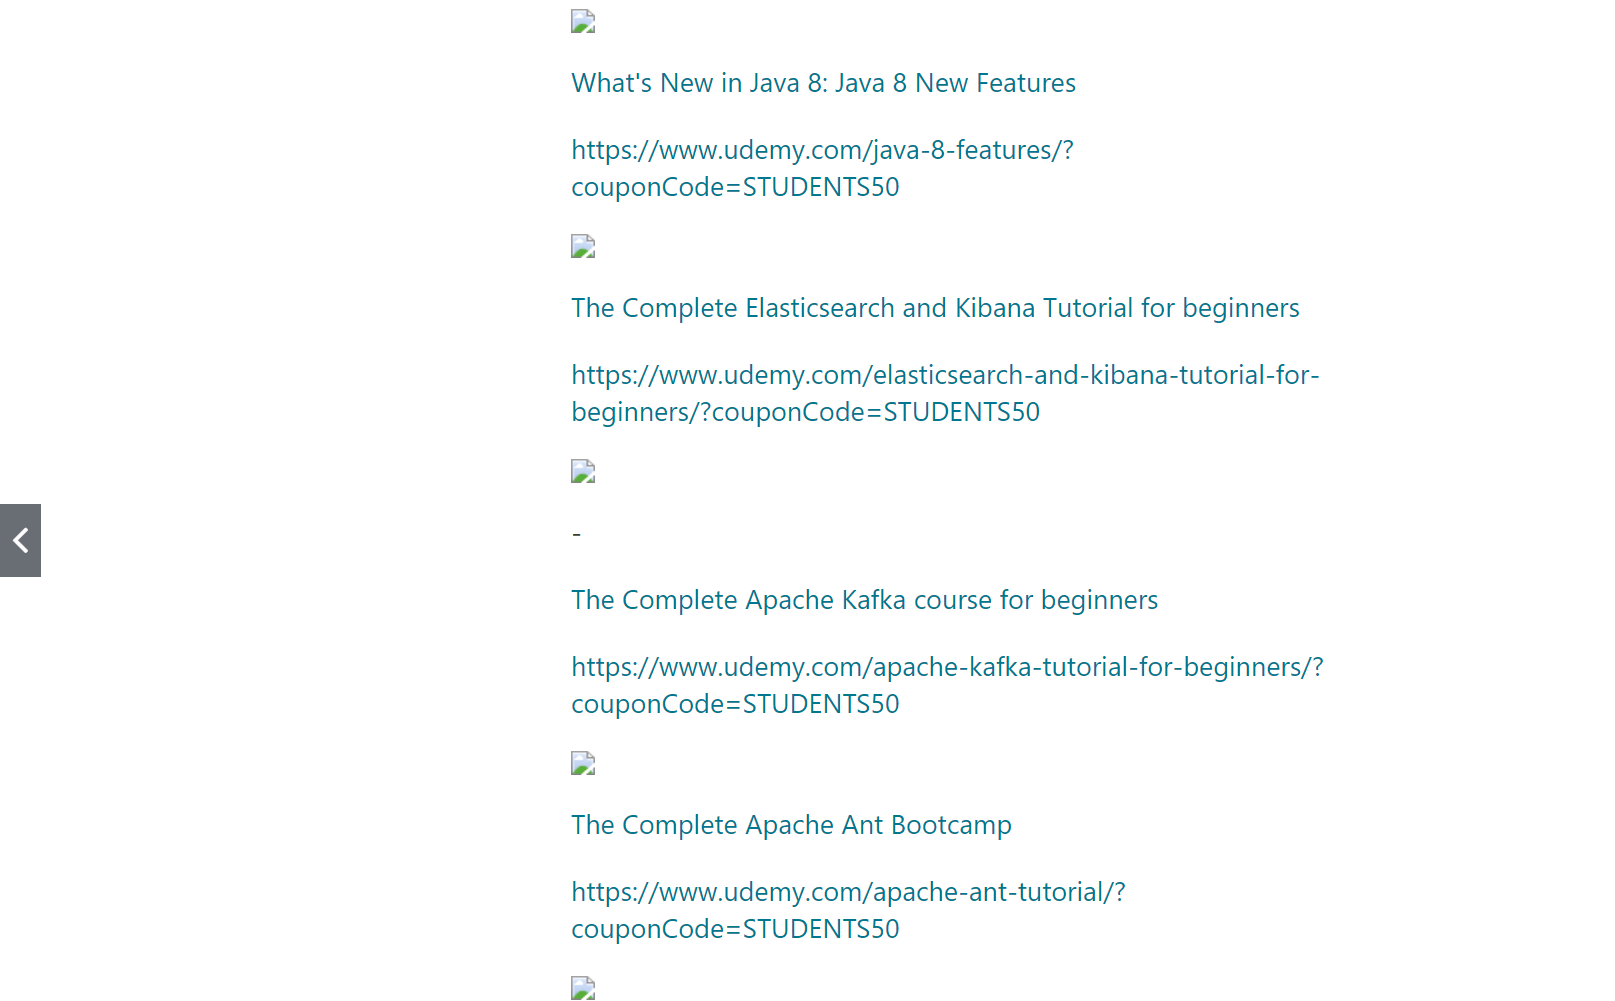 What's New in Java 8: Java 8 New Features
https://www.udemy.com/java-8-features/?
couponCode=STUDENTS50
The Complete Elasticsearch and Kibana Tutorial for beginners
https://www.udemy.com/elasticsearch-and-kibana-tutorial-for-
beginners/?couponCode=STUDENTS50
-
The Complete Apache Kafka course for beginners
https://www.udemy.com/apache-kafka-tutorial-for-beginners/?
couponCode=STUDENTS50
The Complete Apache Ant Bootcamp
https://www.udemy.com/apache-ant-tutorial/?
couponCode=STUDENTS50